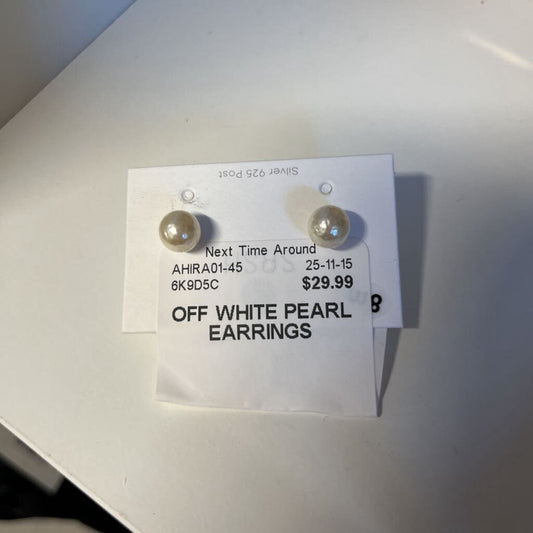 Silver 925 Post
Next Time Around
AHIRA01-45 25-11-15
6K9D5C $29.99
OFF WHITE PEARL
EARRINGS